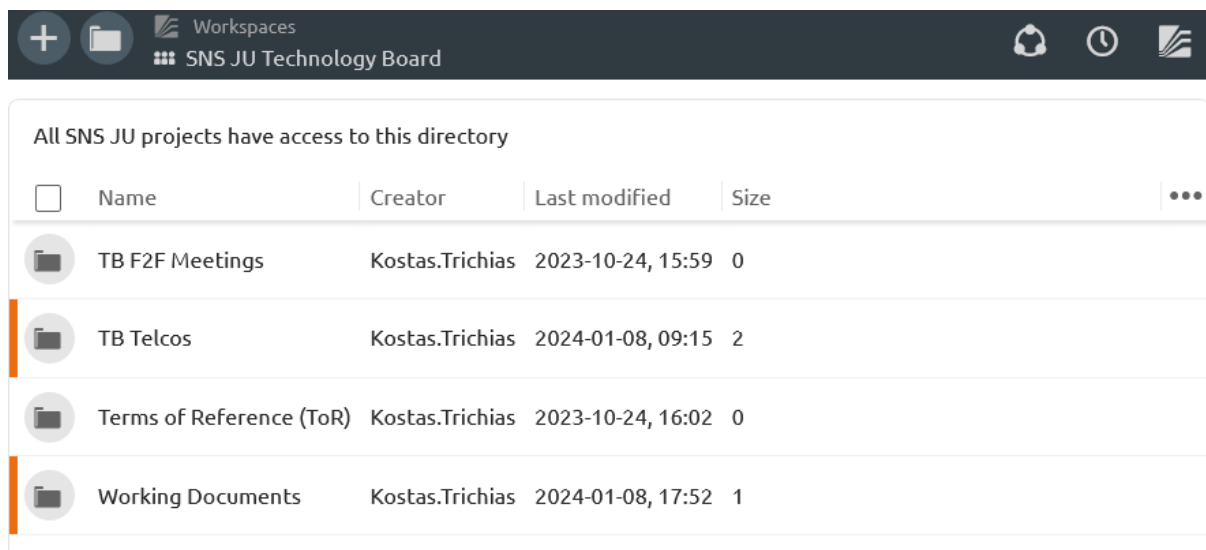 Workspaces
SNS JU Technology Board
All SNS JU projects have access to this directory
Name Creator Last modified Size
TB F2F Meetings Kostas.Trichias 2023-10-24, 15:59 0
TB Telcos Kostas.Trichias 2024-01-08, 09:15 2
Terms of Reference (ToR) Kostas.Trichias 2023-10-24, 16:02 0
Working Documents Kostas.Trichias 2024-01-08, 17:52 1